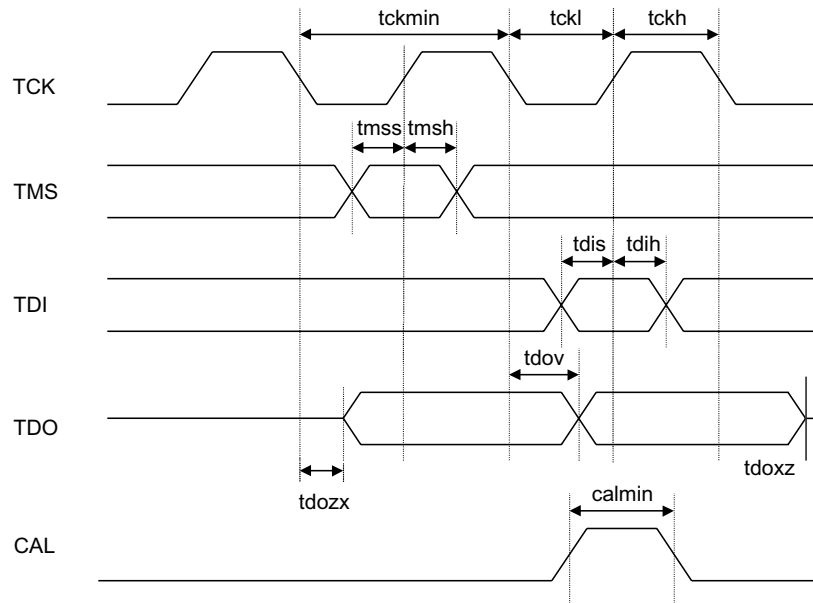 tckmin tckl tckh
TCK
tmss tmsh
TMS
tdis tdih
TDI
tdov
TDO
tdoxz
tdozx
calmin
CAL